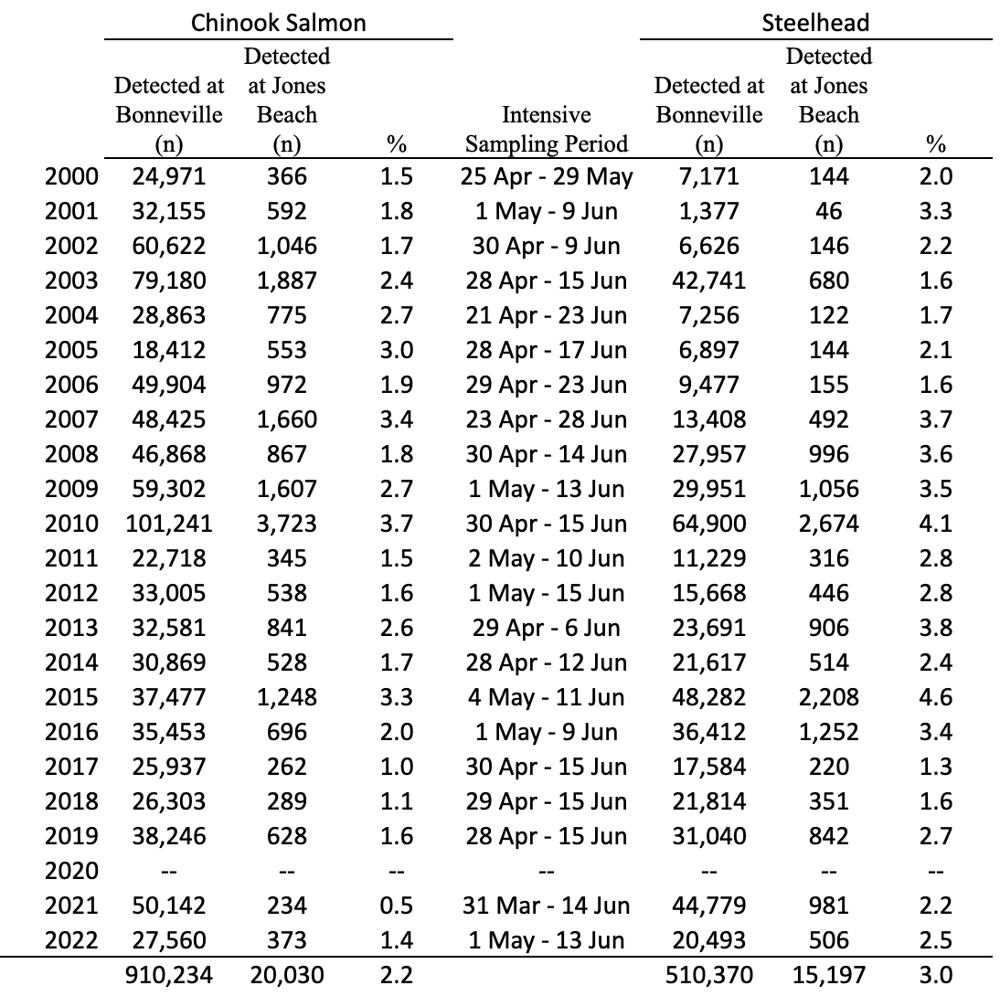 Chinook Salmon Steelhead
Detected Detected
Detected at at Jones Detected at at Jones
Bonneville Beach Intensive Bonneville Beach
(n) (n) % Sampling Period (n) (n) %
2000 24,971 366 1.5 25 Apr - 29 May 7,171 144 2.0
2001 32,155 592 1.8 1 May - 9 Jun 1,377 46 3.3
2002 60,622 1,046 1.7 30 Apr - 9 Jun 6,626 146 2.2
2003 79,180 1,887 2.4 28 Apr - 15 Jun 42,741 680 1.6
2004 28,863 775 2.7 21 Apr - 23 Jun 7,256 122 1.7
2005 18,412 553 3.0 28 Apr - 17 Jun 6,897 144 2.1
2006 49,904 972 1.9 29 Apr - 23 Jun 9,477 155 1.6
2007 48,425 1,660 3.4 23 Apr - 28 Jun 13,408 492 3.7
2008 46,868 867 1.8 30 Apr - 14 Jun 27,957 996 3.6
2009 59,302 1,607 2.7 1 May - 13 Jun 29,951 1,056 3.5
2010 101,241 3,723 3.7 30 Apr - 15 Jun 64,900 2,674 4.1
2011 22,718 345 1.5 2 May - 10 Jun 11,229 316 2.8
2012 33,005 538 1.6 1 May - 15 Jun 15,668 446 2.8
2013 32,581 841 2.6 29 Apr - 6 Jun 23,691 906 3.8
2014 30,869 528 1.7 28 Apr - 12 Jun 21,617 514 2.4
2015 37,477 1,248 3.3 4 May - 11 Jun 48,282 2,208 4.6
2016 35,453 696 2.0 1 May - 9 Jun 36,412 1,252 3.4
2017 25,937 262 1.0 30 Apr - 15 Jun 17,584 220 1.3
2018 26,303 289 1.1 29 Apr - 15 Jun 21,814 351 1.6
2019 38,246 628 1.6 28 Apr - 15 Jun 31,040 842 2.7
2020 -- -- -- -- -- -- --
2021 50,142 234 0.5 31 Mar - 14 Jun 44,779 981 2.2
2022 27,560 373 1.4 1 May - 13 Jun 20,493 506 2.5
910,234 20,030 2.2 510,370 15,197 3.0